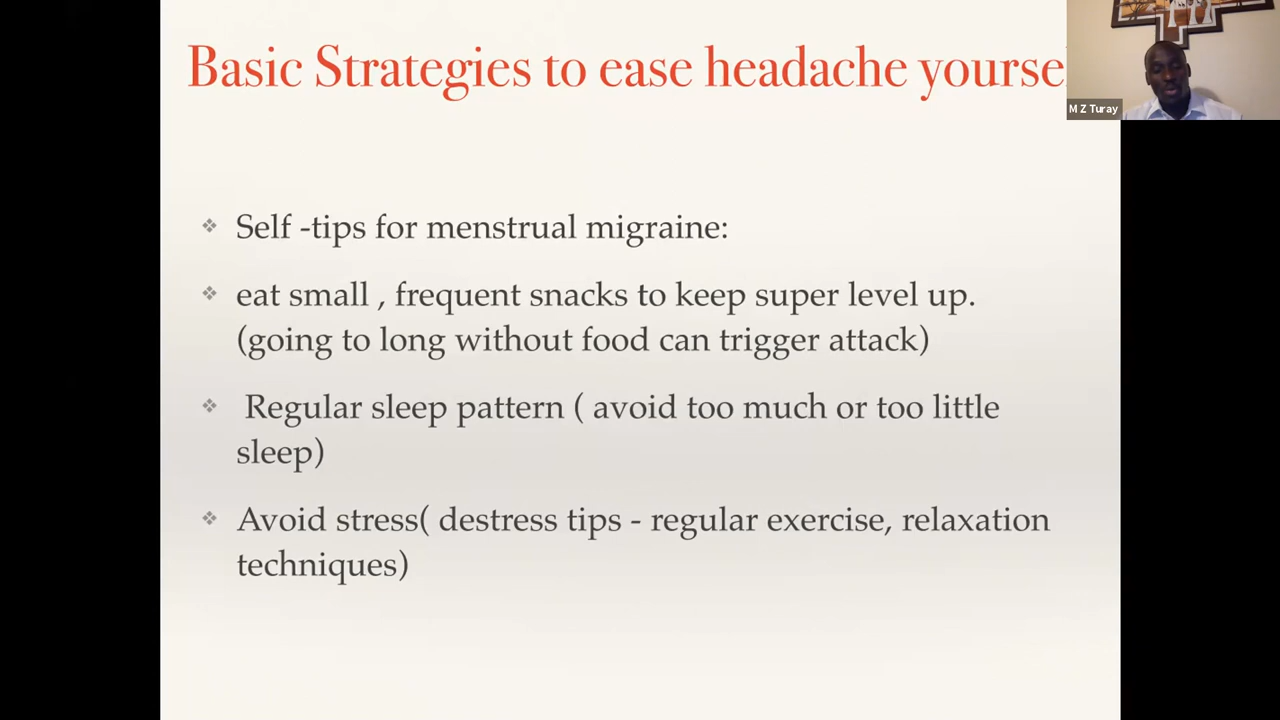 Basic Strategies to ease headache yourse
M Z Turay
❖ Self -tips for menstrual migraine:
❖ eat small , frequent snacks to keep super level up.
(going to long without food can trigger attack)
❖ Regular sleep pattern ( avoid too much or too little
sleep)
❖ Avoid stress( destress tips - regular exercise, relaxation
techniques)